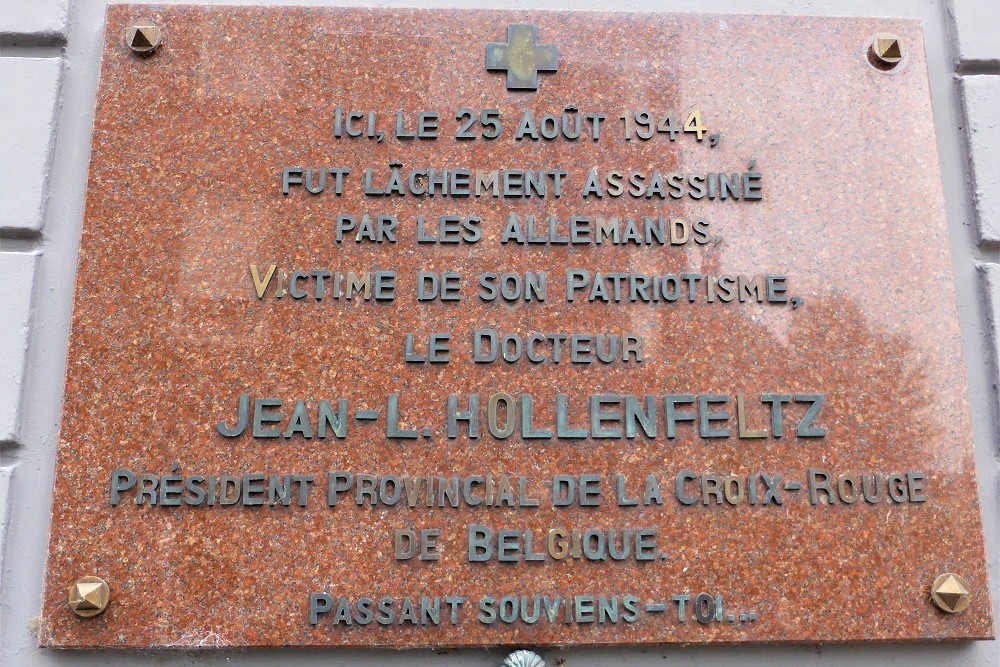 Ici, le 25 Août 1944,
fut lâchement assassiné
par les Allemands,
Victime de son Patriotisme,
le Docteur
Jean-L. HOLLENFELTZ
Président Provincial de la Croix-Rouge
de Belgique.
Passant souviens-toi...